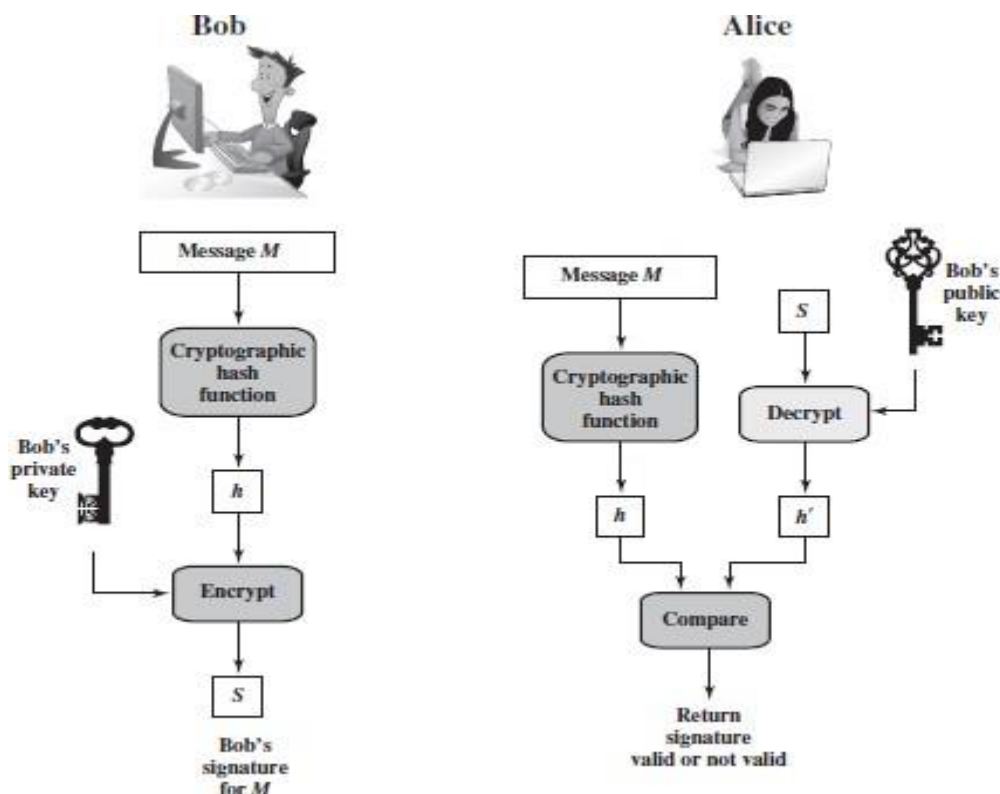 Bob
Message M
Cryptographic
hash
function
Bob's
private
key
h
Encrypt
S
Bob's
signature
for M
Alice
Message M
S
Bob's
public
key
Cryptographic
hash
function
Decrypt
h
h′
Compare
Return
signature
valid or not valid